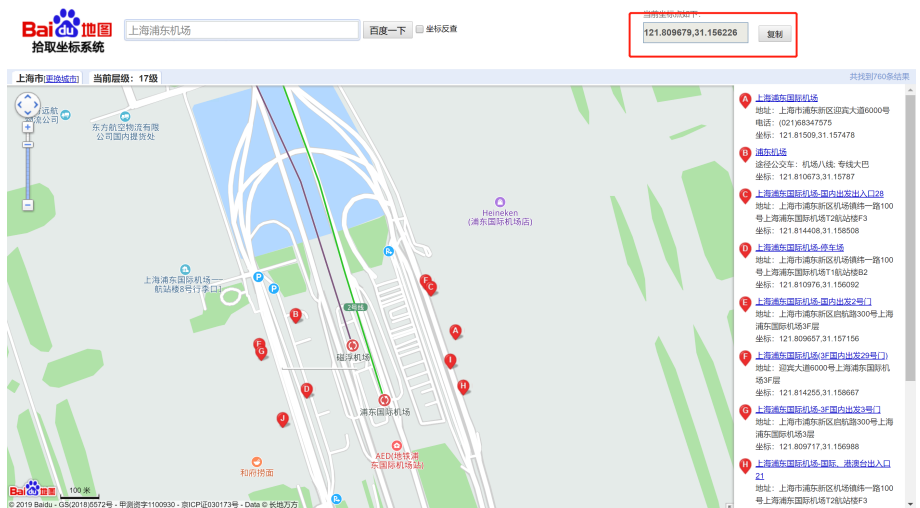 Bai du 地图
拾取坐标系统
上海浦东机场
百度一下
坐标反查
当前坐标点如下：
121.809679,31.156226
复制
上海市[更换城市]
当前层级：17级
共找到760条结果
远航
物流公司
东方航空物流有限
公司国内提货处
Heineken
(浦东国际机场店)
上海浦东国际机场一
航站楼8号行李口1
2号线
磁浮机场
浦东国际机场
AED(地铁浦
东国际机场站)
和府捞面
100 米
Bai du 地图
© 2019 Baidu - GS(2018)5572号 - 甲测资字1100930 - 京ICP证030173号 - Data © 长地万方
P
P
B
F
C
A
I
H
G
D
J
A 上海浦东国际机场
地址：上海市浦东新区迎宾大道6000号
电话：(021)68347575
坐标：121.81509,31.157478
B 浦东机场
途径公交车：机场八线; 专线大巴
坐标：121.810673,31.15787
C 上海浦东国际机场-国内出发出入口28
地址：上海市浦东新区机场镇纬一路100
号上海浦东国际机场T2航站楼F3
坐标：121.814408,31.158508
D 上海浦东国际机场-停车场
地址：上海市浦东新区机场镇纬一路100
号上海浦东国际机场T1航站楼B2
坐标：121.810976,31.156092
E 上海浦东国际机场-国内出发2号门
地址：上海市浦东新区启航路300号上海
浦东国际机场3F层
坐标：121.809657,31.157156
F 上海浦东国际机场(3F国内出发29号门)
地址：迎宾大道6000号上海浦东国际机
场3F层
坐标：121.814255,31.158667
G 上海浦东国际机场-3F国内出发3号门
地址：上海市浦东新区启航路300号上海
浦东国际机场3层
坐标：121.809717,31.156988
H 上海浦东国际机场-国际、港澳台出入口
21
地址：上海市浦东新区机场镇纬一路100
号上海浦东国际机场T2航站楼F3